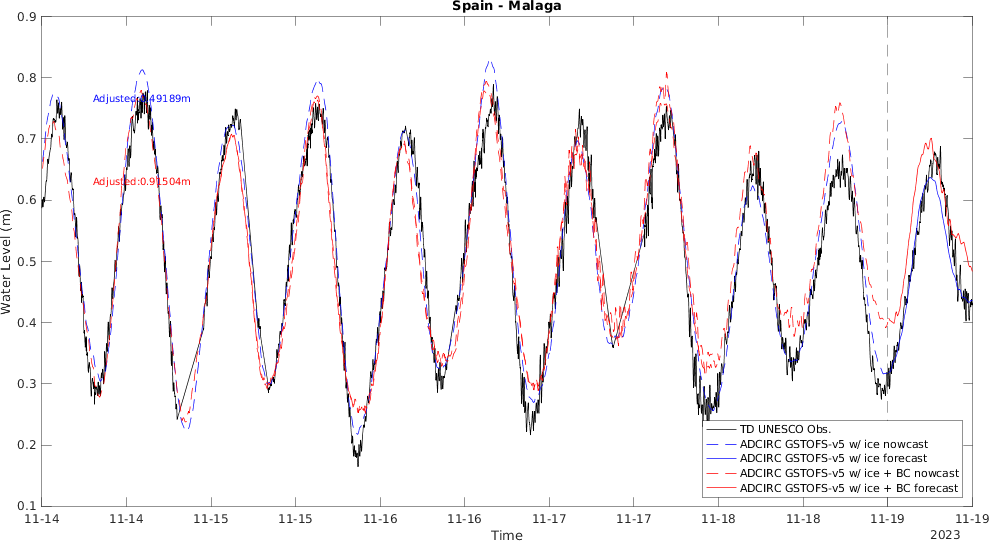 Spain - Malaga
0.9
0.8
0.7
0.6
0.5
0.4
0.3
0.2
0.1
Water Level (m)
Adjusted:0.49189m
Adjusted:0.91504m
TD UNESCO Obs.
ADCIRC GSTOFS-v5 w/ ice nowcast
ADCIRC GSTOFS-v5 w/ ice forecast
ADCIRC GSTOFS-v5 w/ ice + BC nowcast
ADCIRC GSTOFS-v5 w/ ice + BC forecast
11-14 11-14 11-15 11-15 11-16 11-16 11-17 11-17 11-18 11-18 11-19 11-19
Time
2023